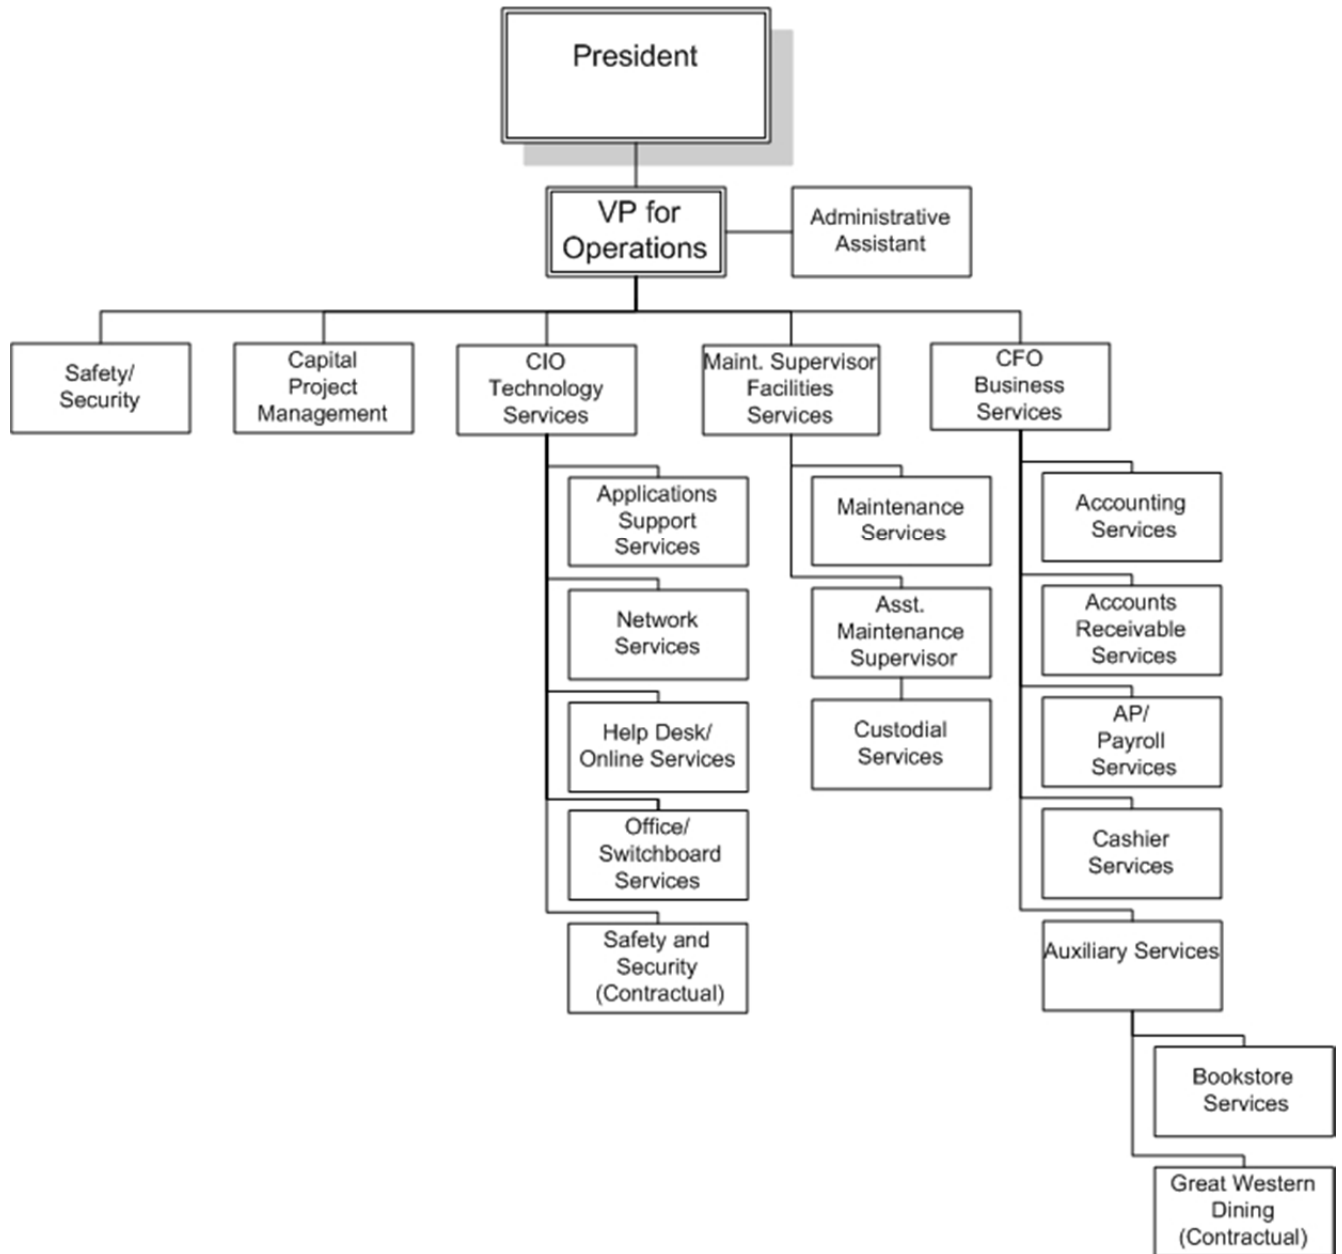 President
VP for
Operations
Administrative
Assistant
Safety/
Security
Capital
Project
Management
CIO
Technology
Services
Maint. Supervisor
Facilities
Services
CFO
Business
Services
Applications
Support
Services
Network
Services
Help Desk/
Online Services
Office/
Switchboard
Services
Safety and
Security
(Contractual)
Maintenance
Services
Asst.
Maintenance
Supervisor
Custodial
Services
Accounting
Services
Accounts
Receivable
Services
AP/
Payroll
Services
Cashier
Services
Auxiliary Services
Bookstore
Services
Great Western
Dining
(Contractual)